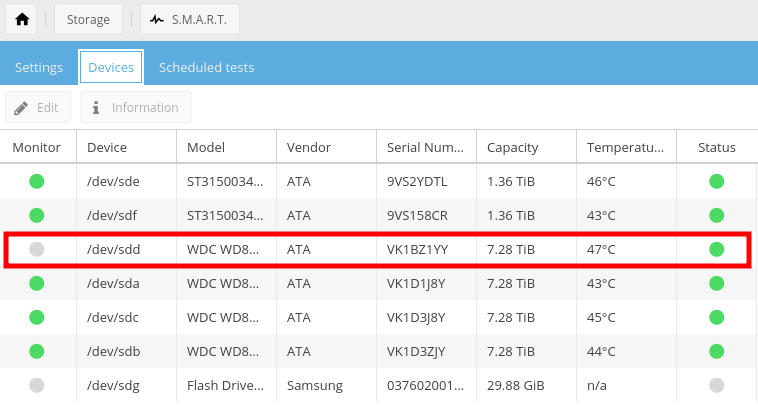 Storage S.M.A.R.T.
Settings Devices Scheduled tests
Edit Information
Monitor Device Model Vendor Serial Num... Capacity Temperatu... Status
/dev/sde ST3150034... ATA 9VS2YDTL 1.36 TiB 46°C
/dev/sdf ST3150034... ATA 9VS158CR 1.36 TiB 43°C
/dev/sdd WDC WD8... ATA VK1BZ1YY 7.28 TiB 47°C
/dev/sda WDC WD8... ATA VK1D1J8Y 7.28 TiB 43°C
/dev/sdc WDC WD8... ATA VK1D3J8Y 7.28 TiB 45°C
/dev/sdb WDC WD8... ATA VK1D3ZJY 7.28 TiB 44°C
/dev/sdg Flash Drive... Samsung 037602001... 29.88 GiB n/a